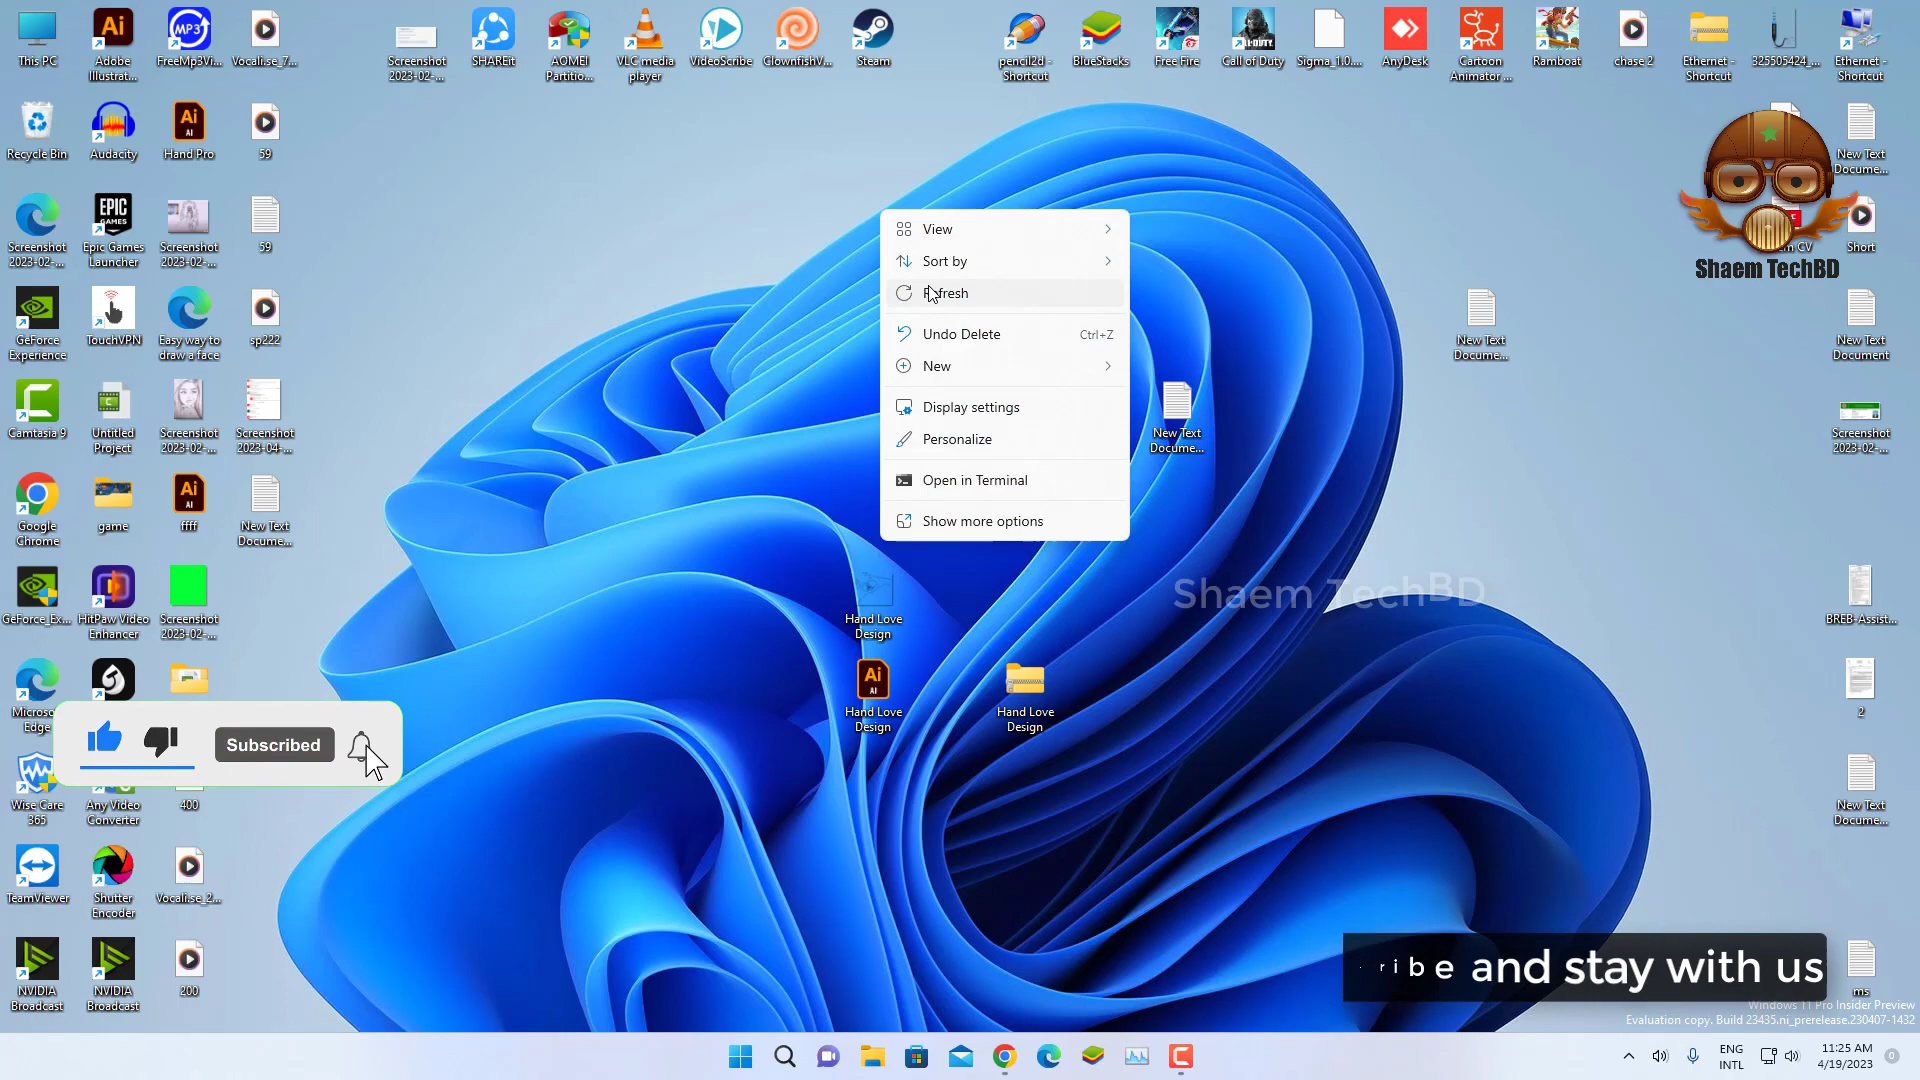 This PC
Adobe
Illustrat...
FreeMp3Vi...
Vocali.se_7...
Screenshot
2023-02-...
SHAREit
AOMEI
Partitio...
VLC media
player
VideoScribe
ClownfishV...
Steam
pencil2d -
Shortcut
BlueStacks
Free Fire
Call of Duty
Sigma_1.0....
AnyDesk
Cartoon
Animator ...
Ramboat
chase 2
Ethernet -
Shortcut
325505424_...
Ethernet -
Shortcut
Recycle Bin
Audacity
Hand Pro
59
New Text
Docume...
Screenshot
2023-02-...
Epic Games
Launcher
Screenshot
2023-02-...
59
CV
Short
Shaem TechBD
GeForce
Experience
TouchVPN
Easy way to
draw a face
sp222
New Text
Docume...
New Text
Document
Camtasia 9
Untitled
Project
Screenshot
2023-02-...
Screenshot
2023-04-...
New Text
Docume...
Screenshot
2023-02-...
Google
Chrome
game
ffff
New Text
Docume...
View
Sort by
Refresh
Undo Delete Ctrl+Z
New
Display settings
Personalize
Open in Terminal
Show more options
GeForce_Ex...
HitPaw Video
Enhancer
Screenshot
2023-02-...
Hand Love
Design
Shaem TechBD
BREB-Assist...
Edge
Hand Love
Design
Hand Love
Design
2
Subscribed
Wise Care
365
Any Video
Converter
400
New Text
Docume...
TeamViewer
Shutter
Encoder
Vocali.se_2...
NVIDIA
Broadcast
NVIDIA
Broadcast
200
ribe and stay with us
ms
Windows 11 Pro Insider Preview
Evaluation copy. Build 23435.ni_prerelease.230407-1432
ENG
INTL
11:25 AM
4/19/2023